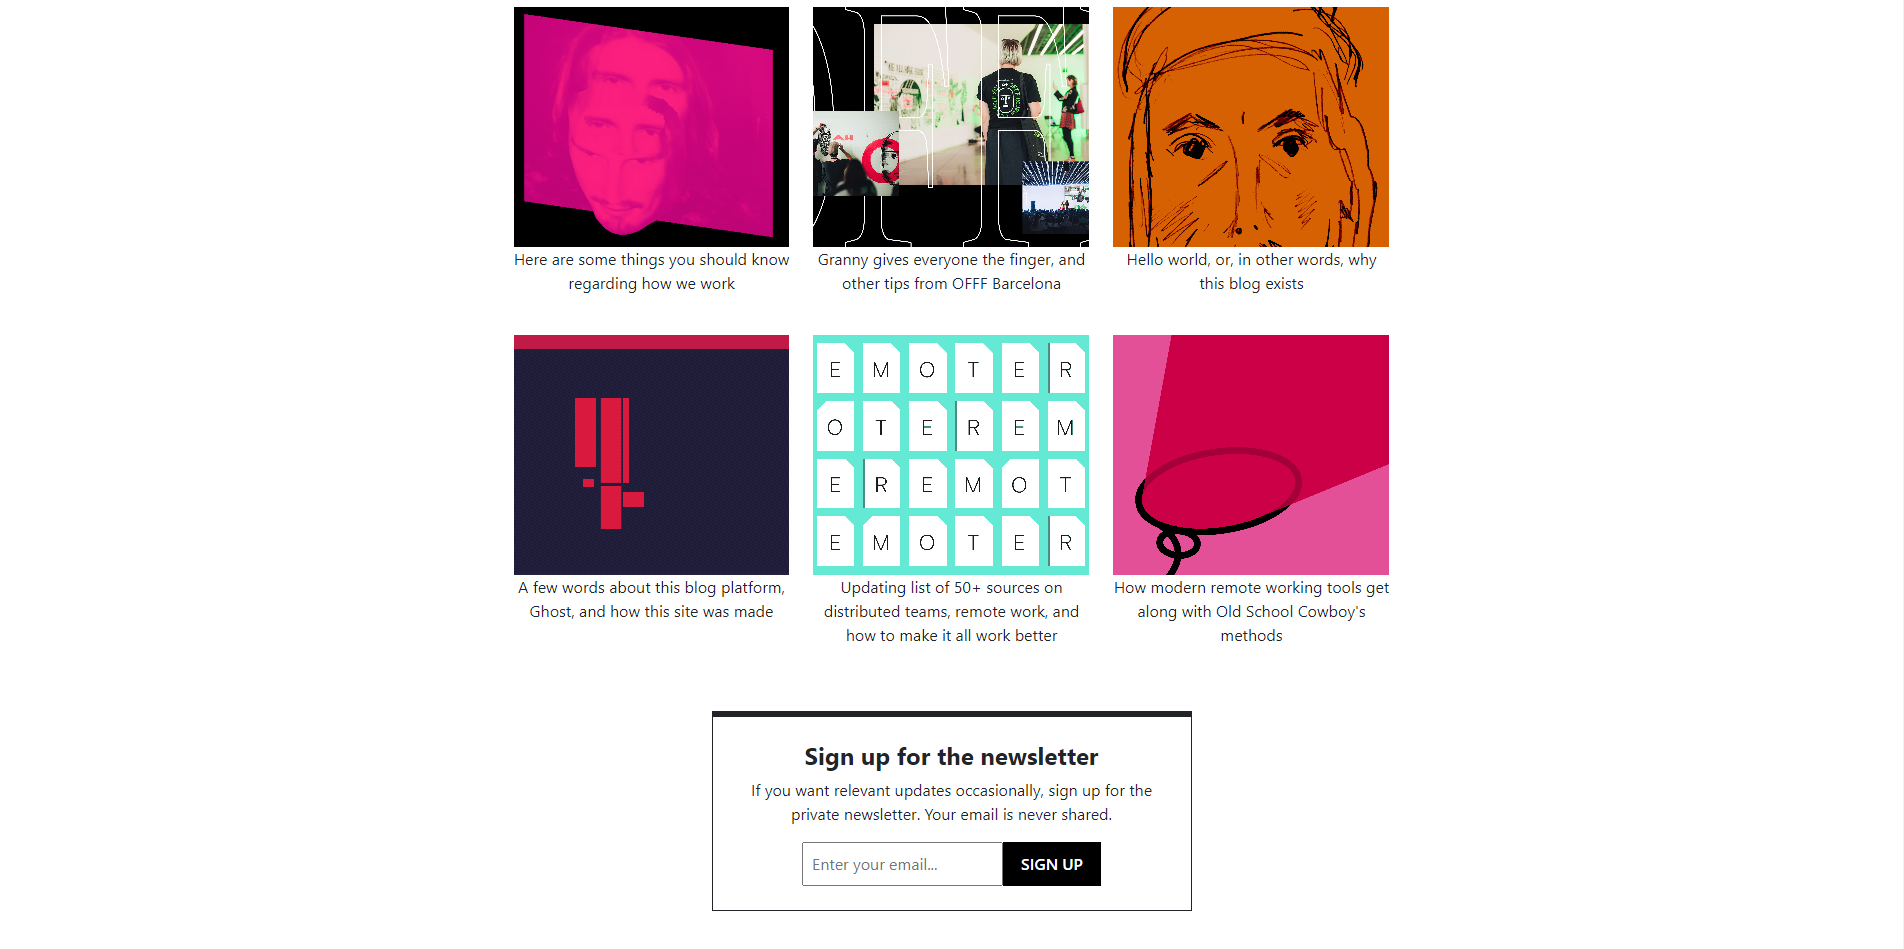 Here are some things you should know
regarding how we work
Granny gives everyone the finger, and
other tips from OFFF Barcelona
Hello world, or, in other words, why
this blog exists
E M O T E R
O T E R E M
E R E M O T
E M O T E R
A few words about this blog platform,
Ghost, and how this site was made
Updating list of 50+ sources on
distributed teams, remote work, and
how to make it all work better
How modern remote working tools get
along with Old School Cowboy's
methods
Sign up for the newsletter
If you want relevant updates occasionally, sign up for the
private newsletter. Your email is never shared.
Enter your email...
SIGN UP